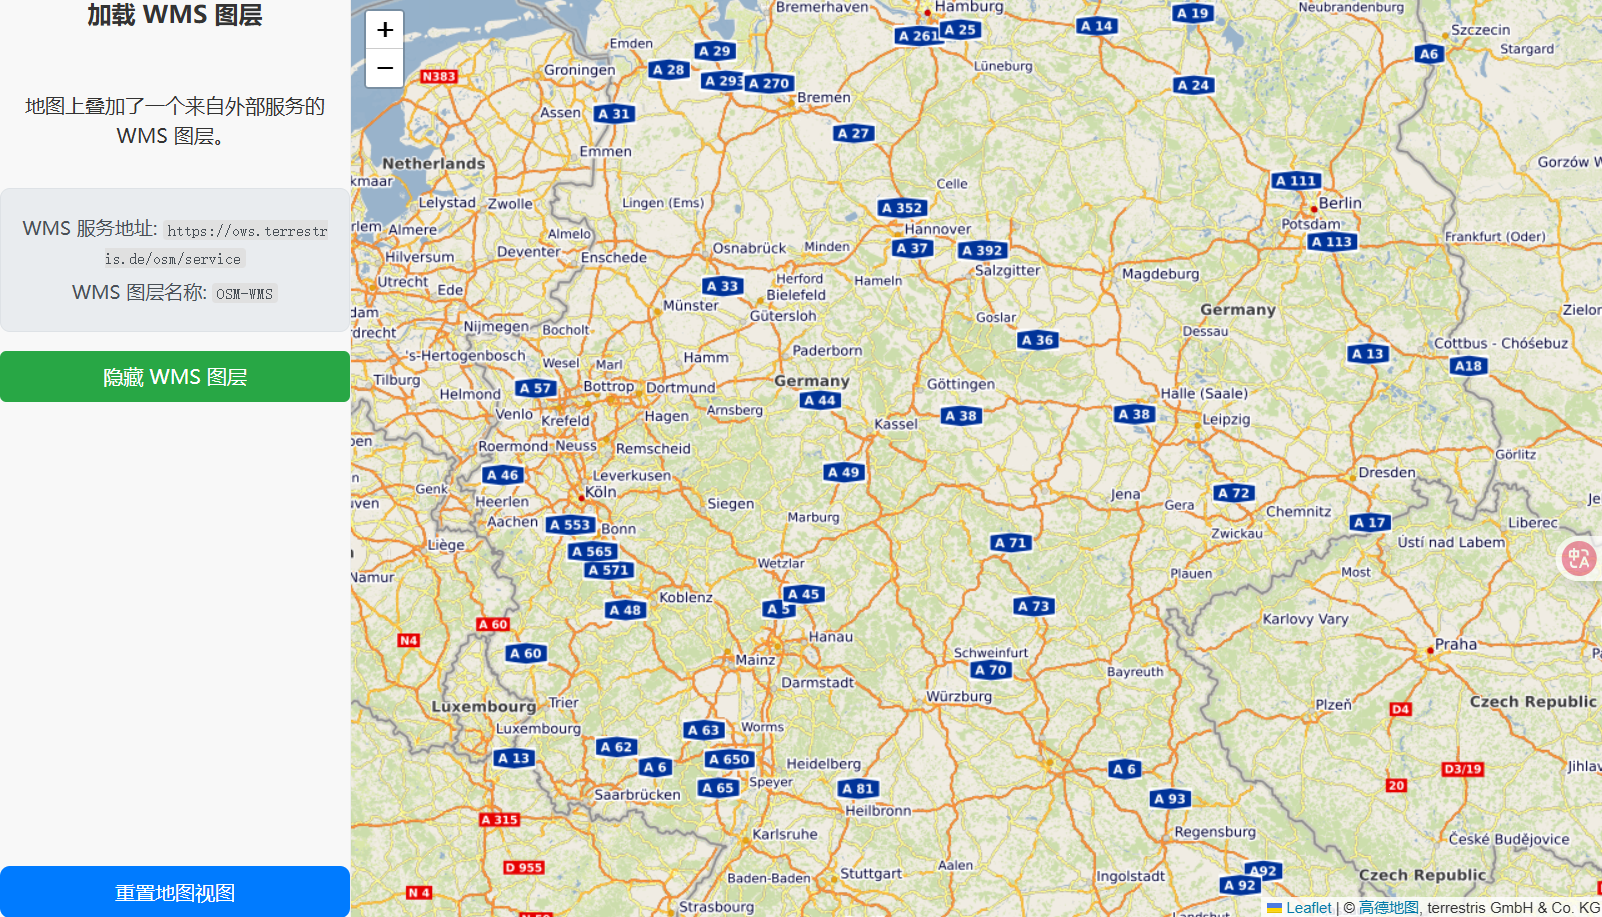 加载 WMS 图层
地图上叠加了一个来自外部服务的
WMS 图层。
WMS 服务地址: https://ows.terrestr
is.de/osm/service
WMS 图层名称: OSM-WMS
隐藏 WMS 图层
重置地图视图
+
−
Bremerhaven
Hamburg
A 19
Neubrandenburg
A 261
A 25
A 14
Szczecin
Stargard
Emden
A 29
A6
N383
Groningen
A 28
A 293
A 270
Lüneburg
A 24
Bremen
Assen
A 31
A 27
Netherlands
Emmen
Gorzów W
kmaar
Celle
A 111
Lelystad
Zwolle
Lingen (Ems)
A 352
Berlin
rlem
Almere
Almelo
Hannover
Potsdam
A 113
Frankfurt (Oder)
Hilversum
Deventer
Enschede
Osnabrück
Minden
A 37
A 392
Salzgitter
Magdeburg
Utrecht
Ede
A 33
Herford
Hameln
Bielefeld
Münster
Gütersloh
Goslar
Germany
Zielor
dam
drecht
Nijmegen
Bocholt
Dessau
A 36
Cottbus - Chóśebuz
's-Hertogenbosch
Wesel
Marl
Hamm
Paderborn
A 13
A18
Tilburg
Helmond
A 57
Bottrop
Dortmund
Germany
Göttingen
Halle (Saale)
A 44
Venlo
Krefeld
Hagen
Arnsberg
Kassel
A 38
A 38
Leipzig
pen
Roermond
Neuss
Remscheid
Görlitz
A 46
Leverkusen
A 49
Dresden
n
Genk
Heerlen
Köln
Siegen
Jena
A 72
Gera
Je
uven
Aachen
A 553
Bonn
Marburg
Chemnitz
A 17
Liberec
Liège
A 565
A 71
Zwickau
Ústí nad Labem
Namur
A 571
Wetzlar
Plauen
Most
Koblenz
A 45
A 5
A 48
A 73
Karlovy Vary
A 60
N4
Hanau
A 60
Mainz
Schweinfurt
A 70
Praha
Bayreuth
Darmstadt
Würzburg
Luxembourg
Trier
Plzeň
D4
Czech Republic
Luxembourg
A 63
Worms
A 13
A 62
A 6
A 650
Heidelberg
A 6
D3/19
Jihlav
Saarbrücken
A 65
Speyer
A 81
A 93
20
Heilbronn
A 315
Karlsruhe
Regensburg
České Budějovice
D 955
Aalen
A92
Baden-Baden
Stuttgart
Ingolstadt
A 92
Czech Republic
N 4
Strasbourg
N 59
Landshut
中
A
Leaflet | © 高德地图, terrestris GmbH & Co. KG